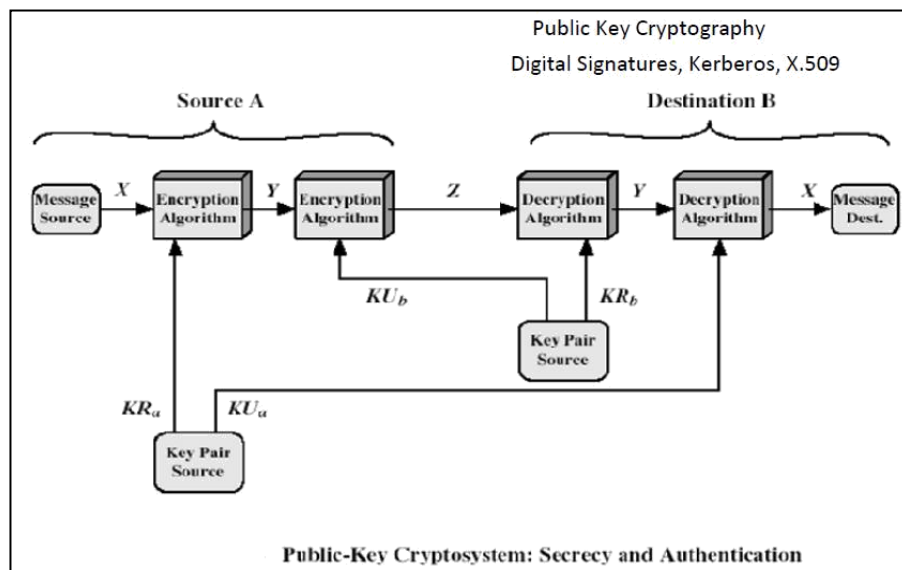 Public Key Cryptography
Digital Signatures, Kerberos, X.509
Source A
Destination B
Message
Source
X
Encryption
Algorithm
Y
Encryption
Algorithm
Z
Decryption
Algorithm
Y
Decryption
Algorithm
X
Message
Dest.
KUb
KRb
Key Pair
Source
KRa
KUa
Key Pair
Source
Public-Key Cryptosystem: Secrecy and Authentication